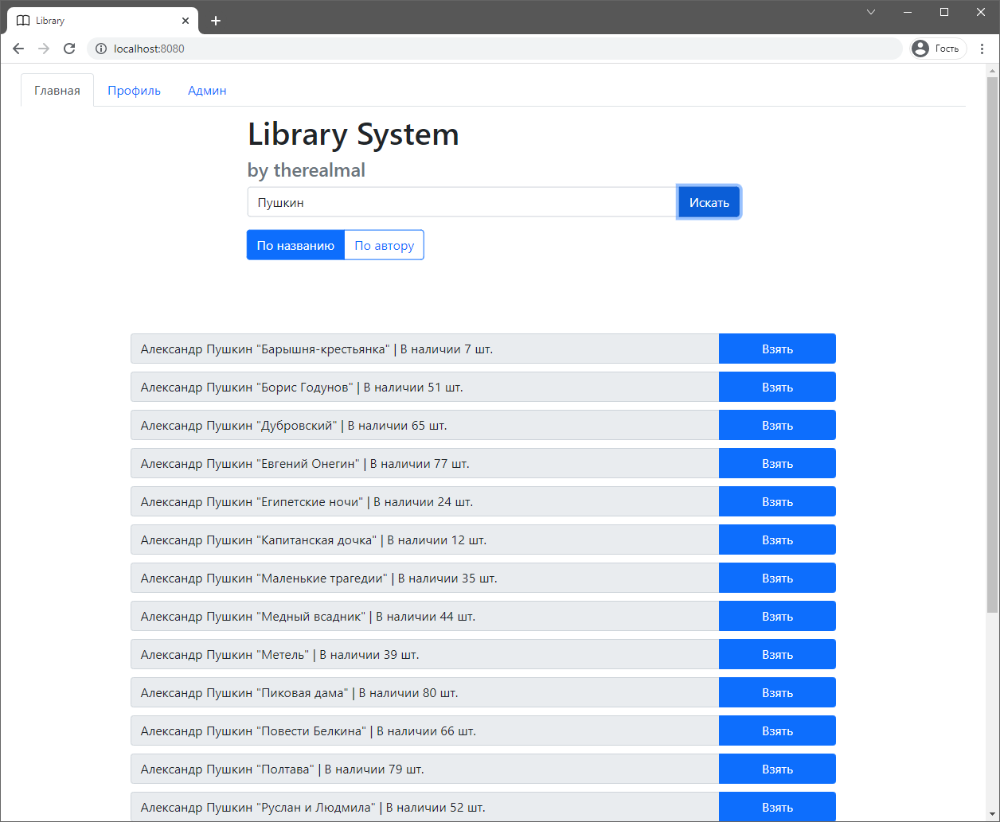 Library
localhost:8080
Гость
Главная Профиль Админ
Library System
by therealmal
Пушкин Искать
По названию По автору
Александр Пушкин "Барышня-крестьянка" | В наличии 7 шт. Взять
Александр Пушкин "Борис Годунов" | В наличии 51 шт. Взять
Александр Пушкин "Дубровский" | В наличии 65 шт. Взять
Александр Пушкин "Евгений Онегин" | В наличии 77 шт. Взять
Александр Пушкин "Египетские ночи" | В наличии 24 шт. Взять
Александр Пушкин "Капитанская дочка" | В наличии 12 шт. Взять
Александр Пушкин "Маленькие трагедии" | В наличии 35 шт. Взять
Александр Пушкин "Медный всадник" | В наличии 44 шт. Взять
Александр Пушкин "Метель" | В наличии 39 шт. Взять
Александр Пушкин "Пиковая дама" | В наличии 80 шт. Взять
Александр Пушкин "Повести Белкина" | В наличии 66 шт. Взять
Александр Пушкин "Полтава" | В наличии 79 шт. Взять
Александр Пушкин "Руслан и Людмила" | В наличии 52 шт. Взять